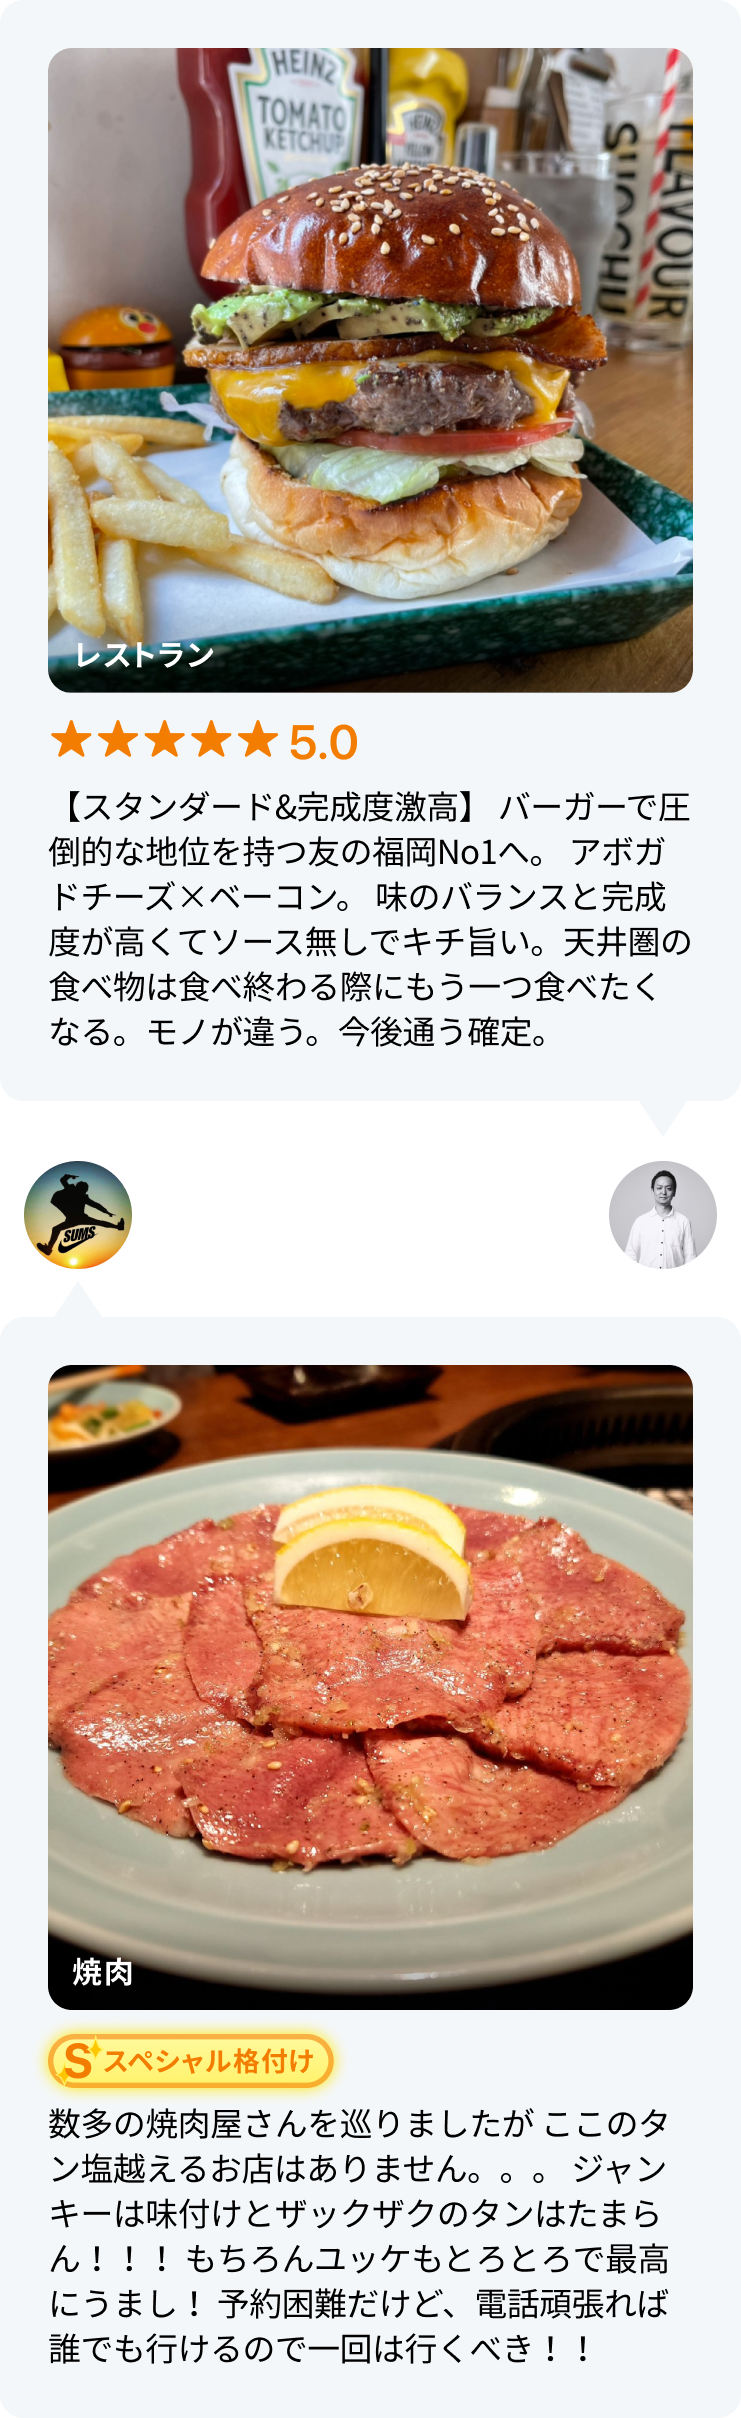 HEINZ
TOMATO
KETCHUP
HEINZ
YELLOW
FLAVOUR
レストラン
5.0
【スタンダード&完成度激高】 バーガーで圧
倒的な地位を持つ友の福岡No1へ。 アボガ
ドチーズ×ベーコン。 味のバランスと完成
度が高くてソース無しでキチ旨い。天井圏の
食べ物は食べ終わる際にもう一つ食べたく
なる。モノが違う。今後通う確定。
SUMS
焼肉
Sスペシャル格付け
数多の焼肉屋さんを巡りましたが ここのタ
ン塩越えるお店はありません。。。 ジャン
キーは味付けとザックザクのタンはたまら
ん！！！ もちろんユッケもとろとろで最高
にうまし！ 予約困難だけど、電話頑張れば
誰でも行けるので一回は行くべき！！